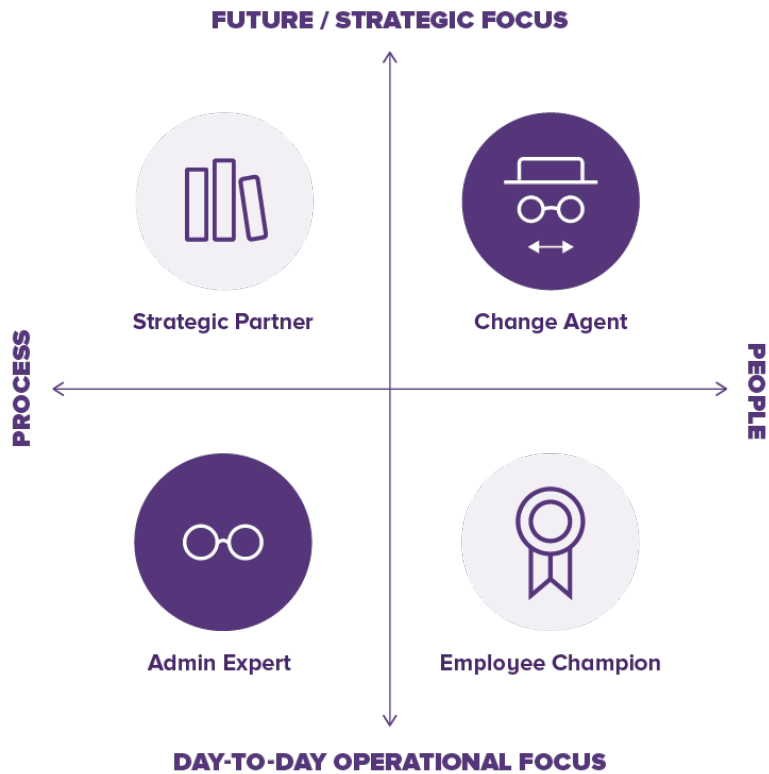 FUTURE / STRATEGIC FOCUS
Strategic Partner
Change Agent
PROCESS
PEOPLE
Admin Expert
Employee Champion
DAY-TO-DAY OPERATIONAL FOCUS